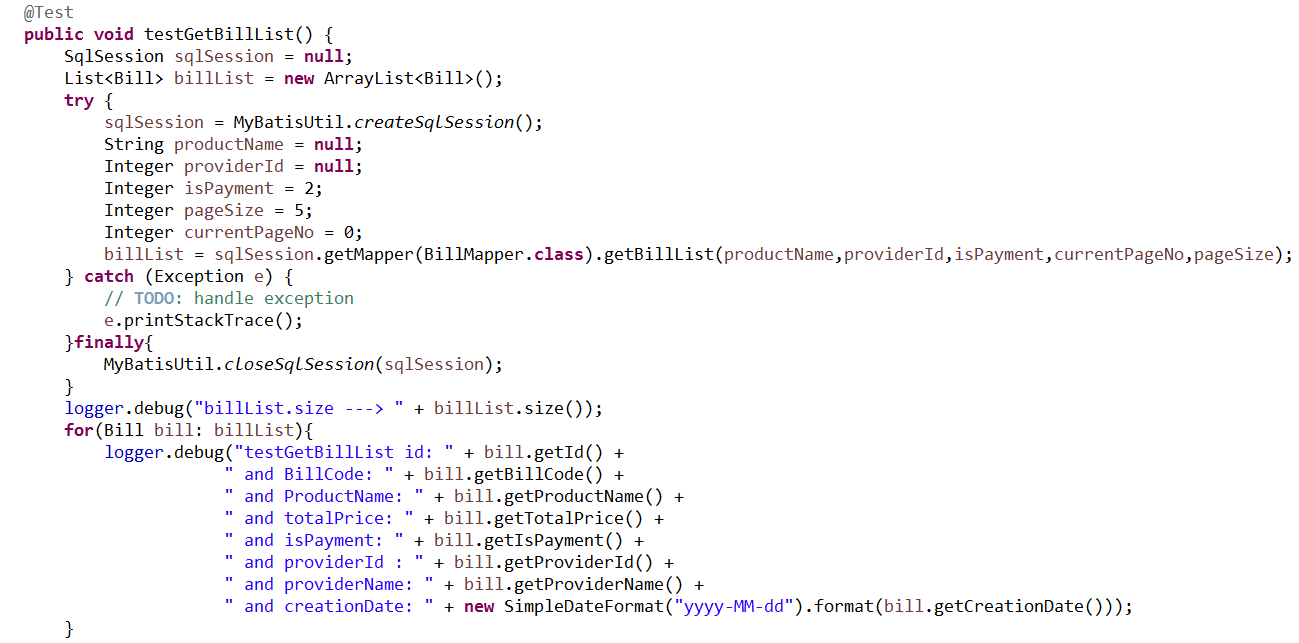 @Test
public void testGetBillList() {
SqlSession sqlSession = null;
List<Bill> billList = new ArrayList<Bill>();
try {
sqlSession = MyBatisUtil.createSqlSession();
String productName = null;
Integer providerId = null;
Integer isPayment = 2;
Integer pageSize = 5;
Integer currentPageNo = 0;
billList = sqlSession.getMapper(BillMapper.class).getBillList(productName,providerId,isPayment,currentPageNo,pageSize);
} catch (Exception e) {
// TODO: handle exception
e.printStackTrace();
}finally{
MyBatisUtil.closeSqlSession(sqlSession);
}
logger.debug("billList.size ---> " + billList.size());
for(Bill bill: billList){
logger.debug("testGetBillList id: " + bill.getId() +
" and BillCode: " + bill.getBillCode() +
" and ProductName: " + bill.getProductName() +
" and totalPrice: " + bill.getTotalPrice() +
" and isPayment: " + bill.getIsPayment() +
" and providerId : " + bill.getProviderId() +
" and providerName: " + bill.getProviderName() +
" and creationDate: " + new SimpleDateFormat("yyyy-MM-dd").format(bill.getCreationDate()));
}